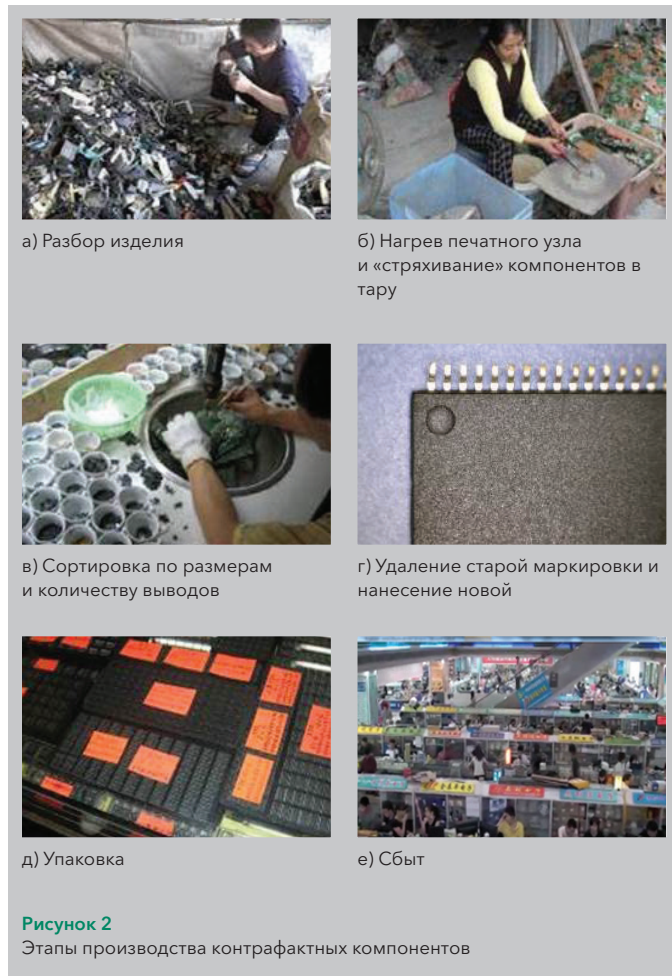 а) Разбор изделия
б) Нагрев печатного узла
и «стряхивание» компонентов в
тару
в) Сортировка по размерам
и количеству выводов
г) Удаление старой маркировки и
нанесение новой
д) Упаковка
е) Сбыт
Рисунок 2
Этапы производства контрафактных компонентов